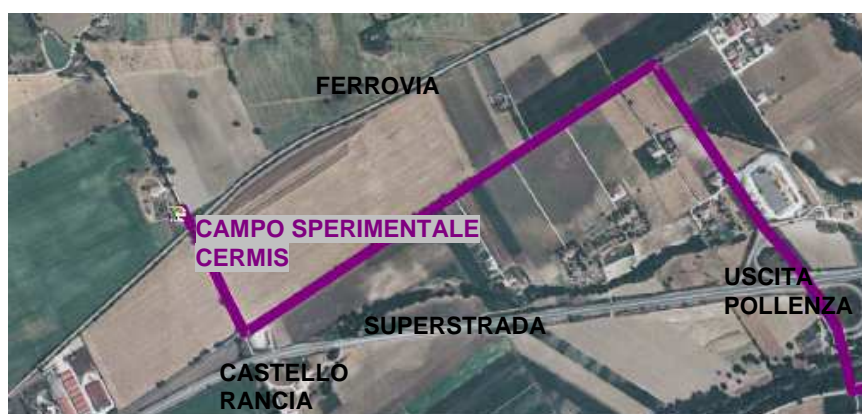 FERROVIA
CAMPO SPERIMENTALE
CERMIS
USCITA
POLLENZA
SUPERSTRADA
CASTELLO
RANCIA